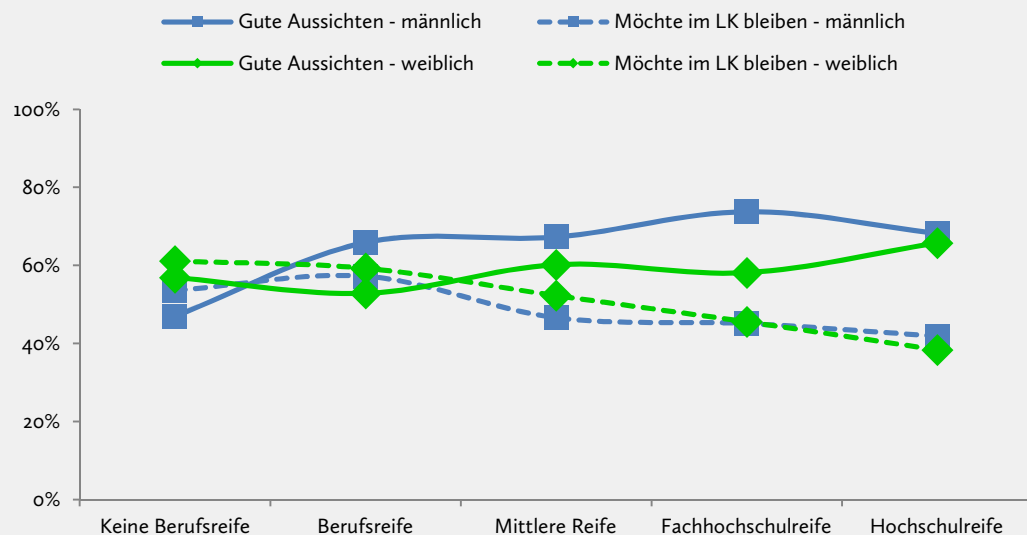 Gute Aussichten - männlich Möchte im LK bleiben - männlich
Gute Aussichten - weiblich Möchte im LK bleiben - weiblich
100%
80%
60%
40%
20%
0%
Keine Berufsreife Berufsreife Mittlere Reife Fachhochschulreife Hochschulreife